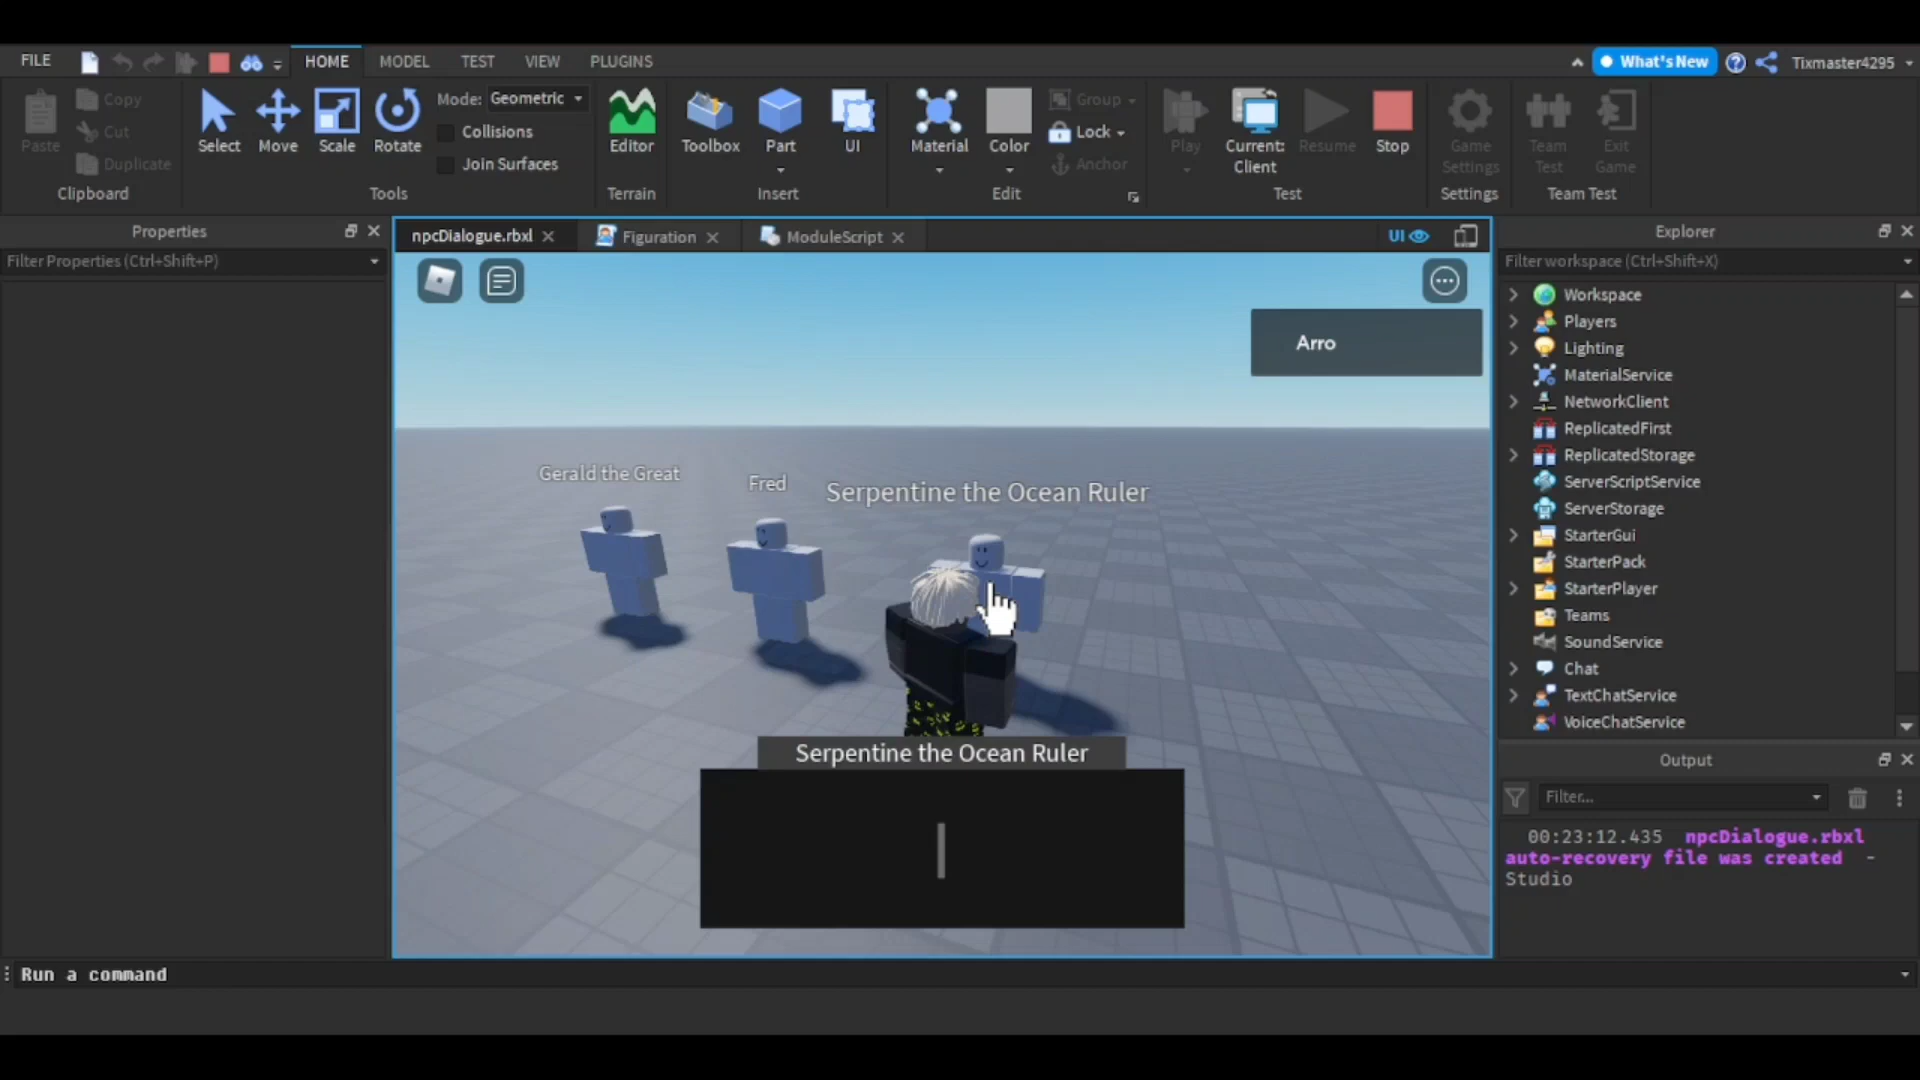 FILE
HOME
MODEL
TEST
VIEW
PLUGINS
What's New
Tixmaster4295
Paste
Copy
Cut
Duplicate
Clipboard
Select
Move
Scale
Rotate
Mode: Geometric
Collisions
Join Surfaces
Tools
Editor
Terrain
Toolbox
Part
UI
Insert
Material
Color
Group
Lock
Anchor
Edit
Play
Current:
Client
Resume
Stop
Test
Game
Settings
Settings
Team
Test
Exit
Game
Team Test
Properties
Filter Properties (Ctrl+Shift+P)
npcDialogue.rbxl
Figuration
ModuleScript
UI
Arro
Gerald the Great
Fred
Serpentine the Ocean Ruler
Serpentine the Ocean Ruler
Explorer
Filter workspace (Ctrl+Shift+X)
Workspace
Players
Lighting
MaterialService
NetworkClient
ReplicatedFirst
ReplicatedStorage
ServerScriptService
ServerStorage
StarterGui
StarterPack
StarterPlayer
Teams
SoundService
Chat
TextChatService
VoiceChatService
Output
Filter...
00:23:12.435 npcDialogue.rbxl
auto-recovery file was created -
Studio
Run a command